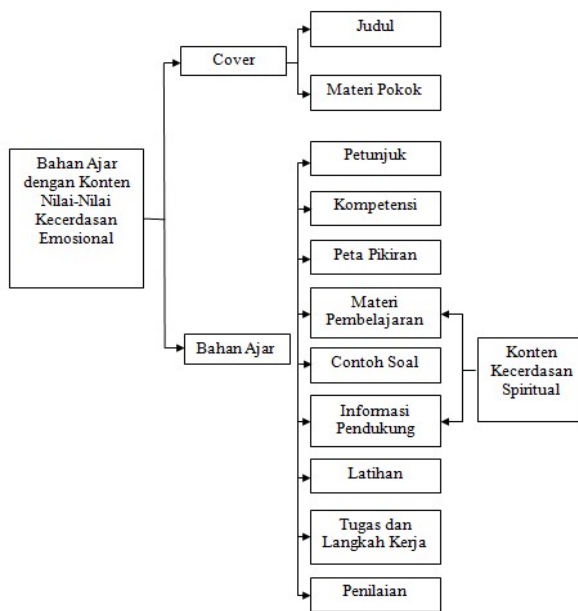 Judul
Cover
Materi Pokok
Bahan Ajar
dengan Konten
Nilai-Nilai
Kecerdasan
Emosional
Petunjuk
Kompetensi
Peta Pikiran
Materi
Pembelajaran
Bahan Ajar
Contoh Soal
Konten
Kecerdasan
Spiritual
Informasi
Pendukung
Latihan
Tugas dan
Langkah Kerja
Penilaian